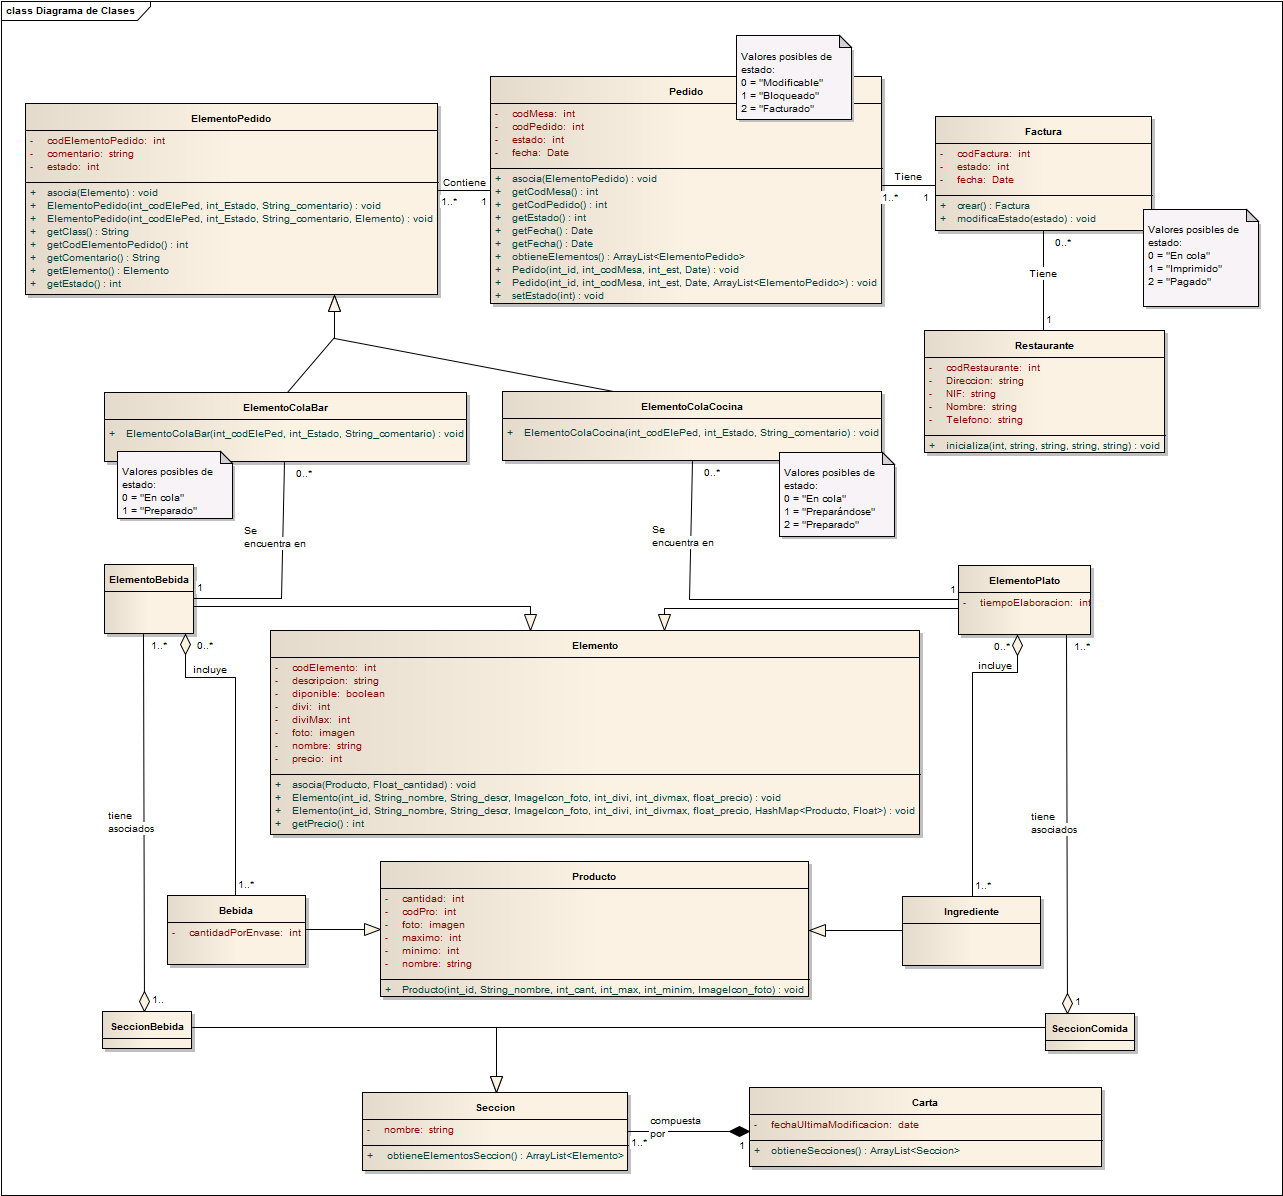 class Diagrama de Clases
ElementoPedido
- codElementoPedido: int
- comentario: string
- estado: int
+ asocia(Elemento) : void
+ ElementoPedido(int_codElePed, int_Estado, String_comentario) : void
+ ElementoPedido(int_codElePed, int_Estado, String_comentario, Elemento) : void
+ getClass() : String
+ getCodElementoPedido() : int
+ getComentario() : String
+ getElemento() : Elemento
+ getEstado() : int
Contiene
1..*
1
Pedido
- codMesa: int
- codPedido: int
- estado: int
- fecha: Date
+ asocia(ElementoPedido) : void
+ getCodMesa() : int
+ getCodPedido() : int
+ getEstado() : int
+ getFecha() : Date
+ getFecha() : Date
+ obtieneElementos() : ArrayList<ElementoPedido>
+ Pedido(int_id, int_codMesa, int_est, Date) : void
+ Pedido(int_id, int_codMesa, int_est, Date, ArrayList<ElementoPedido>) : void
+ setEstado(int) : void
Valores posibles de
estado:
0 = "Modificable"
1 = "Bloqueado"
2 = "Facturado"
Tiene
1..*
1
Factura
- codFactura: int
- estado: int
- fecha: Date
+ crear() : Factura
+ modificaEstado(estado) : void
Valores posibles de
estado:
0 = "En cola"
1 = "Imprimido"
2 = "Pagado"
0..*
Tiene
1
Restaurante
- codRestaurante: int
- Direccion: string
- NIF: string
- Nombre: string
- Telefono: string
+ inicializa(int, string, string, string, string) : void
ElementoColaBar
+ ElementoColaBar(int_codElePed, int_Estado, String_comentario) : void
Valores posibles de
estado:
0 = "En cola"
1 = "Preparado"
0..*
Se
encuentra en
1
ElementoColaCocina
+ ElementoColaCocina(int_codElePed, int_Estado, String_comentario) : void
Valores posibles de
estado:
0 = "En cola"
1 = "Preparándose"
2 = "Preparado"
0..*
Se
encuentra en
1
ElementoBebida
1..*
0..*
incluye
ElementoPlato
- tiempoElaboracion: int
0..*
1..*
incluye
Elemento
- codElemento: int
- descripcion: string
- diponible: boolean
- divi: int
- diviMax: int
- foto: imagen
- nombre: string
- precio: int
+ asocia(Producto, Float_cantidad) : void
+ Elemento(int_id, String_nombre, String_descr, ImageIcon_foto, int_divi, int_divmax, float_precio) : void
+ Elemento(int_id, String_nombre, String_descr, ImageIcon_foto, int_divi, int_divmax, float_precio, HashMap<Producto, Float>) : void
+ getPrecio() : int
tiene
asociados
tiene
asociados
1..*
1..*
Bebida
- cantidadPorEnvase: int
Producto
- cantidad: int
- codPro: int
- foto: imagen
- maximo: int
- minimo: int
- nombre: string
+ Producto(int_id, String_nombre, int_cant, int_max, int_minim, ImageIcon_foto) : void
Ingrediente
1..
1
SeccionBebida
SeccionComida
Seccion
- nombre: string
+ obtieneElementosSeccion() : ArrayList<Elemento>
compuesta
por
1..*
1
Carta
- fechaUltimaModificacion: date
+ obtieneSecciones() : ArrayList<Seccion>